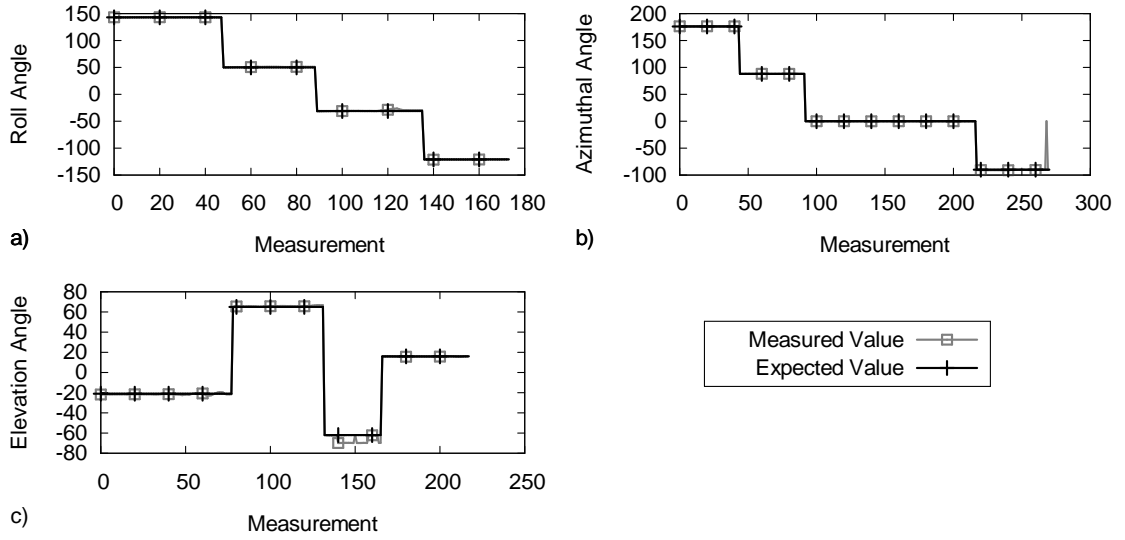 150
100
50
0
-50
-100
-150
0 20 40 60 80 100 120 140 160 180
Roll Angle
Measurement
a)
200
150
100
50
0
-50
-100
0 50 100 150 200 250 300
Azimuthal Angle
Measurement
b)
80
60
40
20
0
-20
-40
-60
-80
0 50 100 150 200 250
Elevation Angle
Measurement
c)
Measured Value
Expected Value